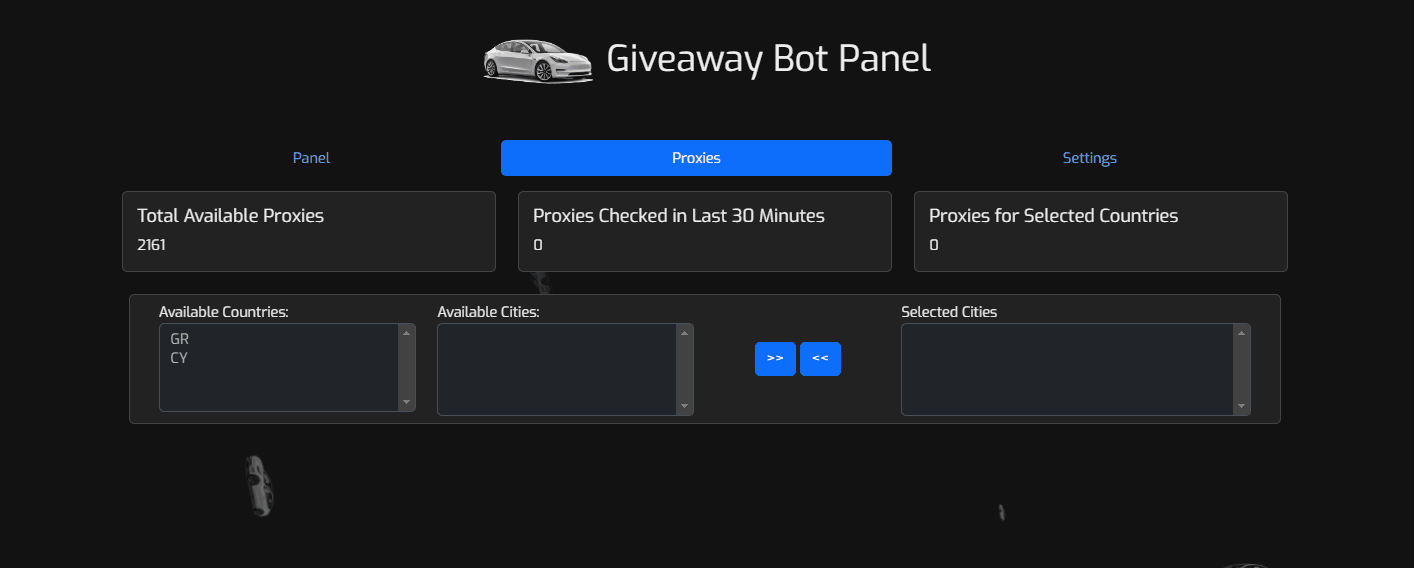 Giveaway Bot Panel
Panel
Proxies
Settings
Total Available Proxies
2161
Proxies Checked in Last 30 Minutes
0
Proxies for Selected Countries
0
Available Countries:
GR
CY
Available Cities:
>>
<<
Selected Cities